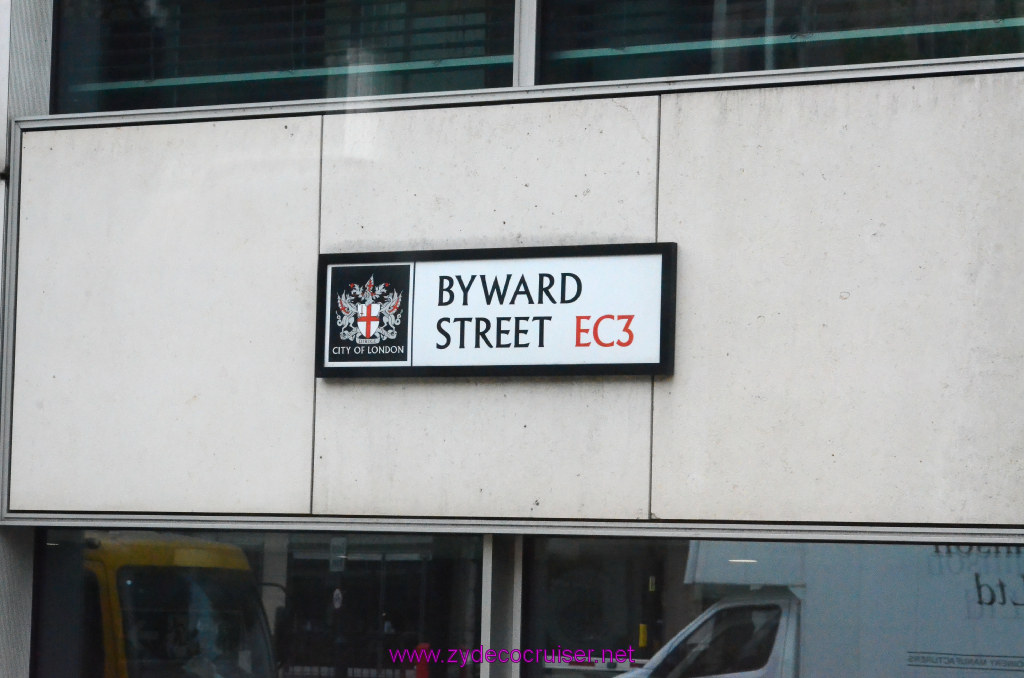 BYWARD
STREET EC3
CITY OF LONDON
Ltd
www.zydecocruiser.net